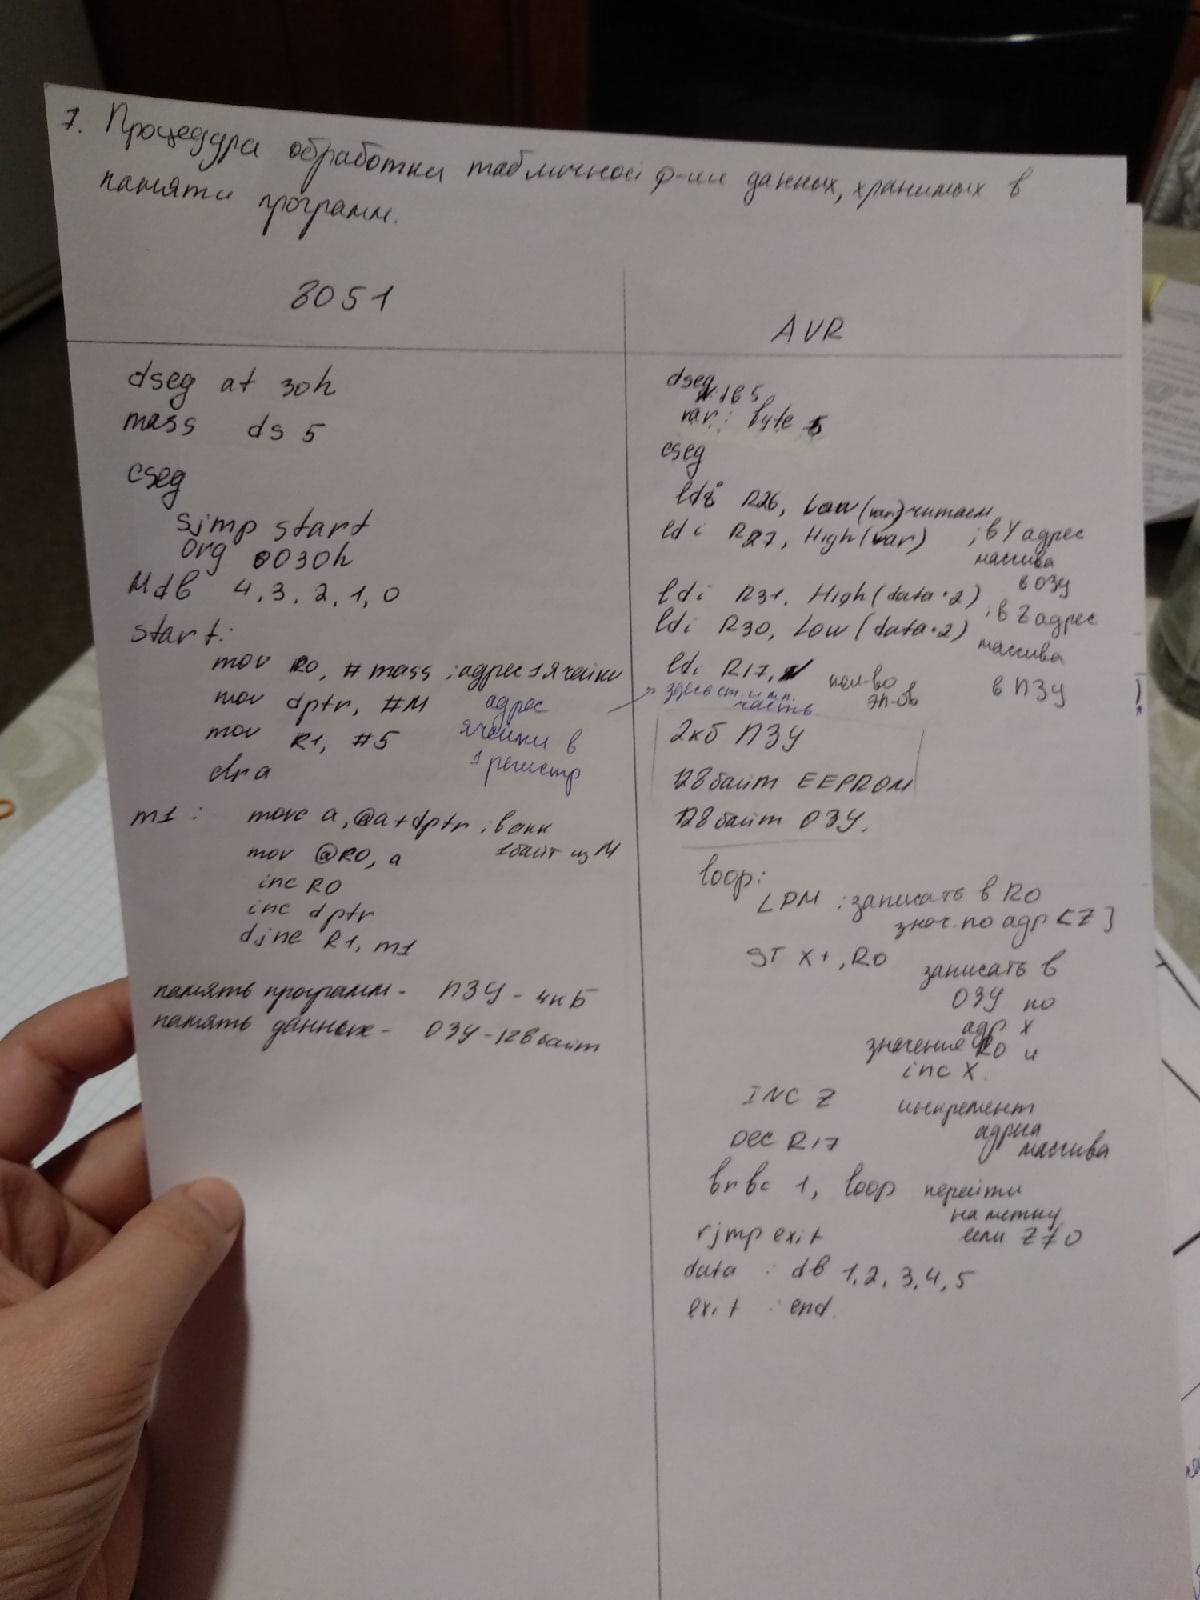 7. Процедура обработки табличной ф-ии данных, хранимых в
памяти программ.
8051
dseg at 30h
mass ds 5
cseg
sjmp start
org 0030h
M db 4, 3, 2, 1, 0
start:
mov R0, #mass ; адрес 1 ячейки
mov dptr, #M адрес
mov R1, #5 ячейки в
clr a 1 регистр
m1: movc a, @a+dptr ; в акк
mov @R0, a 1 байт из M
inc R0
inc dptr
djne R1, m1
память программ - ПЗУ - 4кБ
память данных - ОЗУ - 128 байт
AVR
dseg
var: byte 5
cseg
ldi R26, Low(var) читаем
ldi R27, High(var) ; в Y адрес
массива
в ОЗУ
ldi R31, High(data*2) ; в Z адрес
ldi R30, Low(data*2) массива
ldi R17, кол-во в ПЗУ
эл-ов
часть
2кб ПЗУ
128 байт EEPROM
128 байт ОЗУ.
loop:
LPM ; записать в R0
знач. по адр [Z]
ST X+, R0 записать в
ОЗУ по
адр X
значение R0 и
inc X.
INC Z инкремент
адреса
Dec R17 массива
brbc 1, loop перейти
на метку
rjmp exit если Z≠0
data : db 1, 2, 3, 4, 5
exit : end.